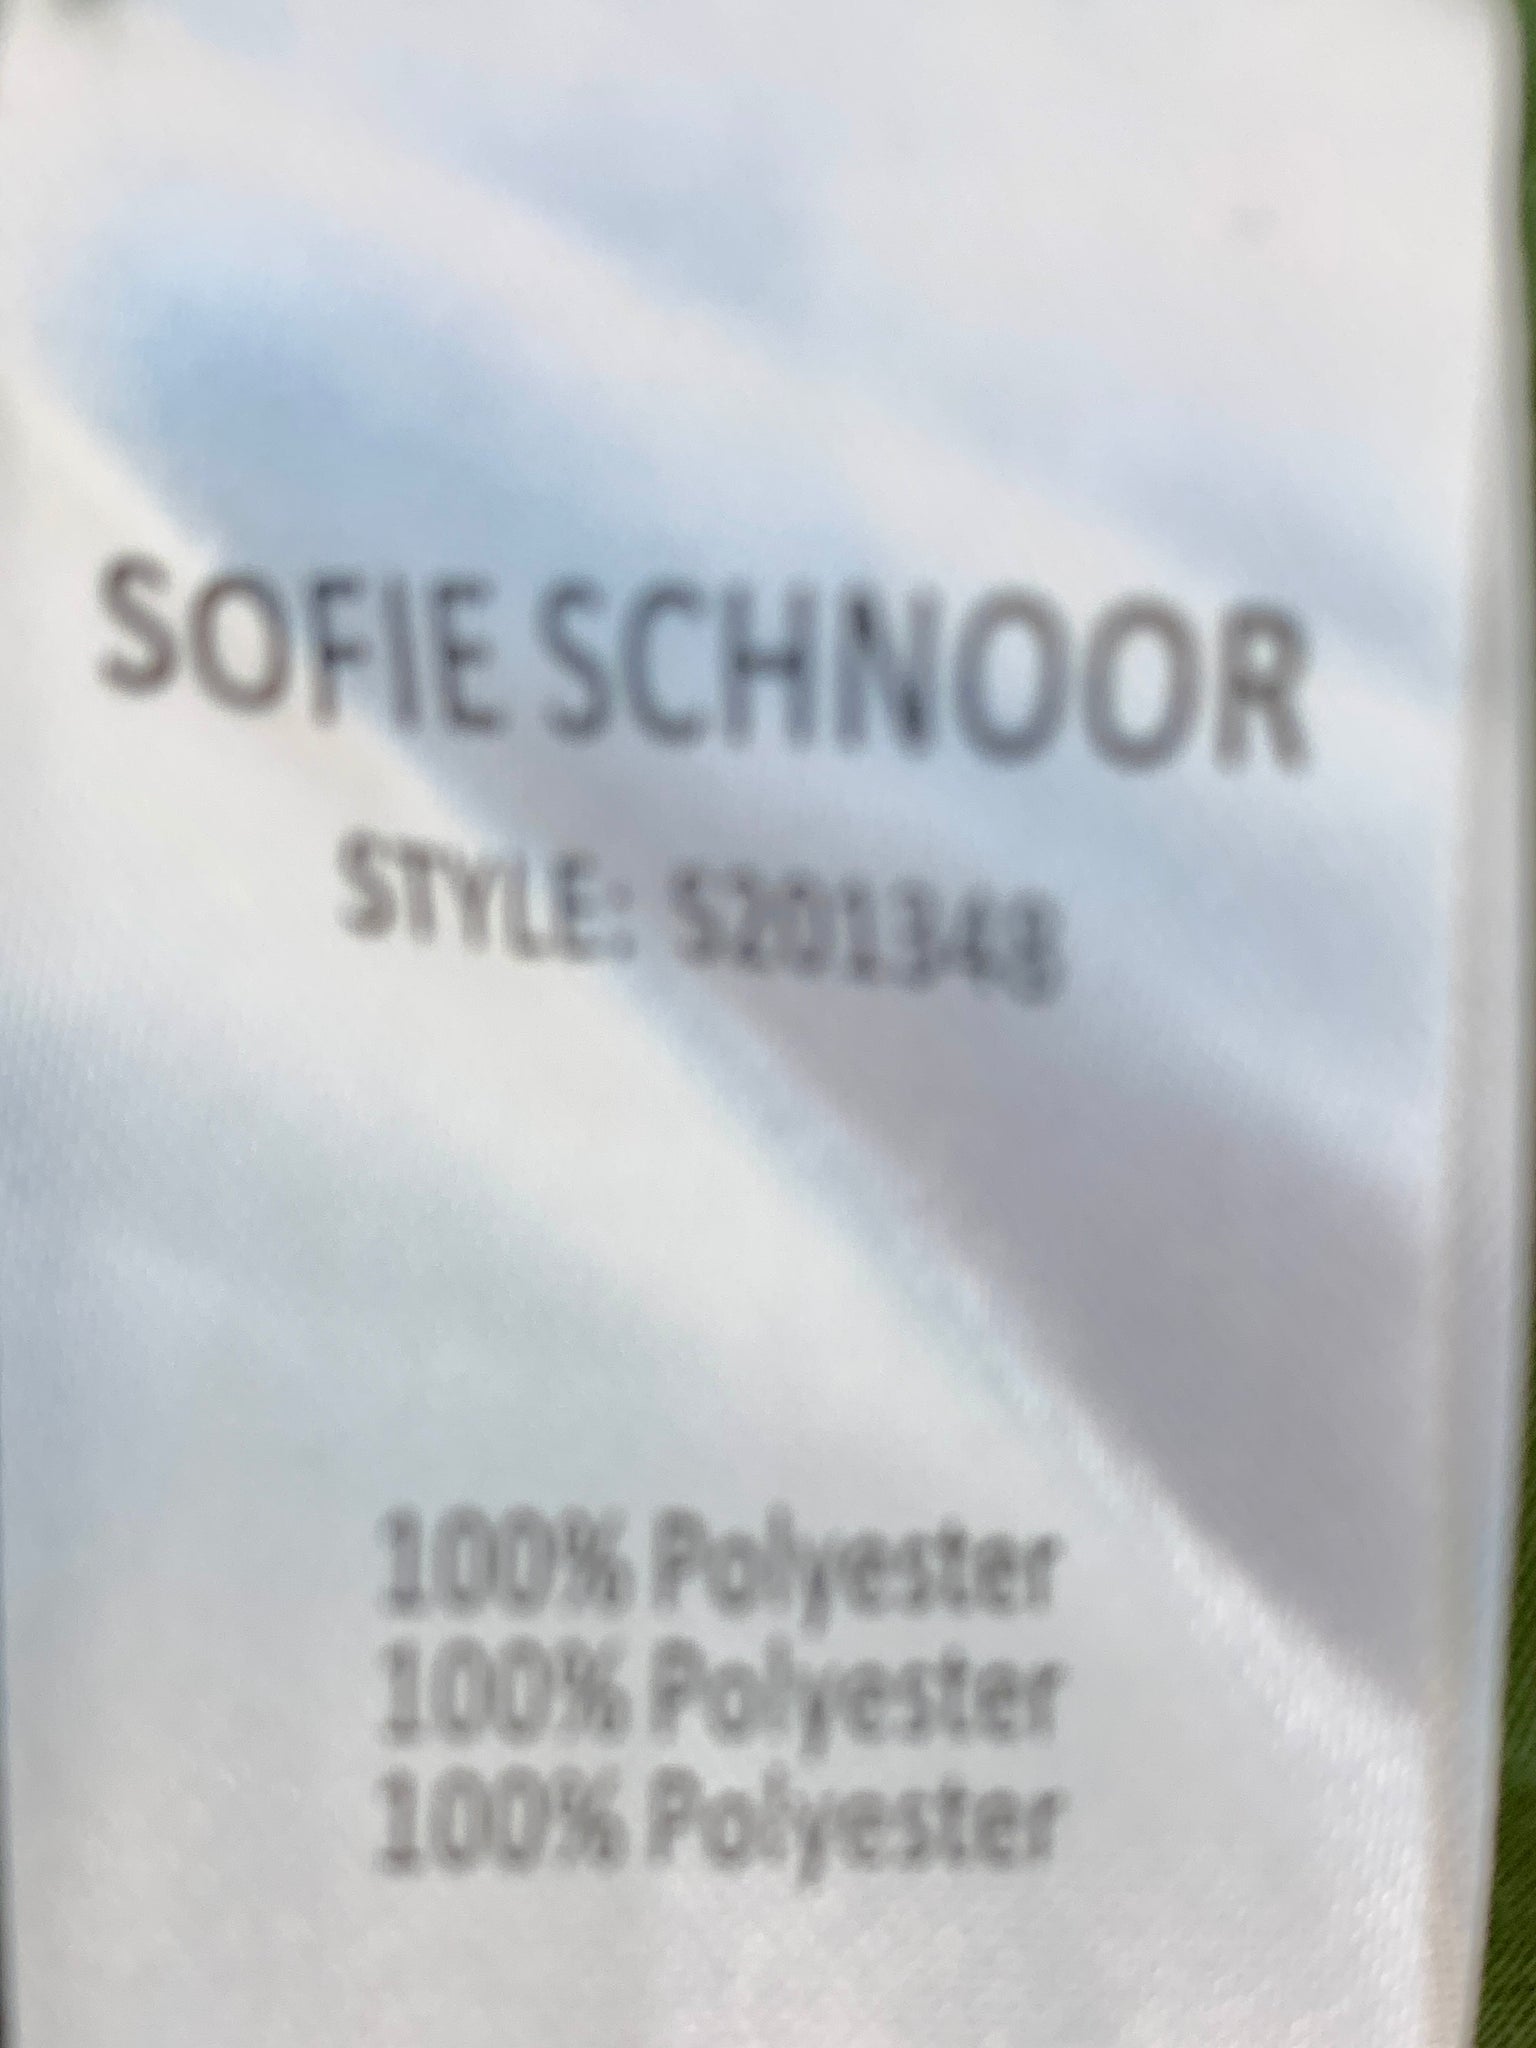 SOFIE SCHNOOR
STYLE: S201348
100% Polyester
100% Polyester
100% Polyester